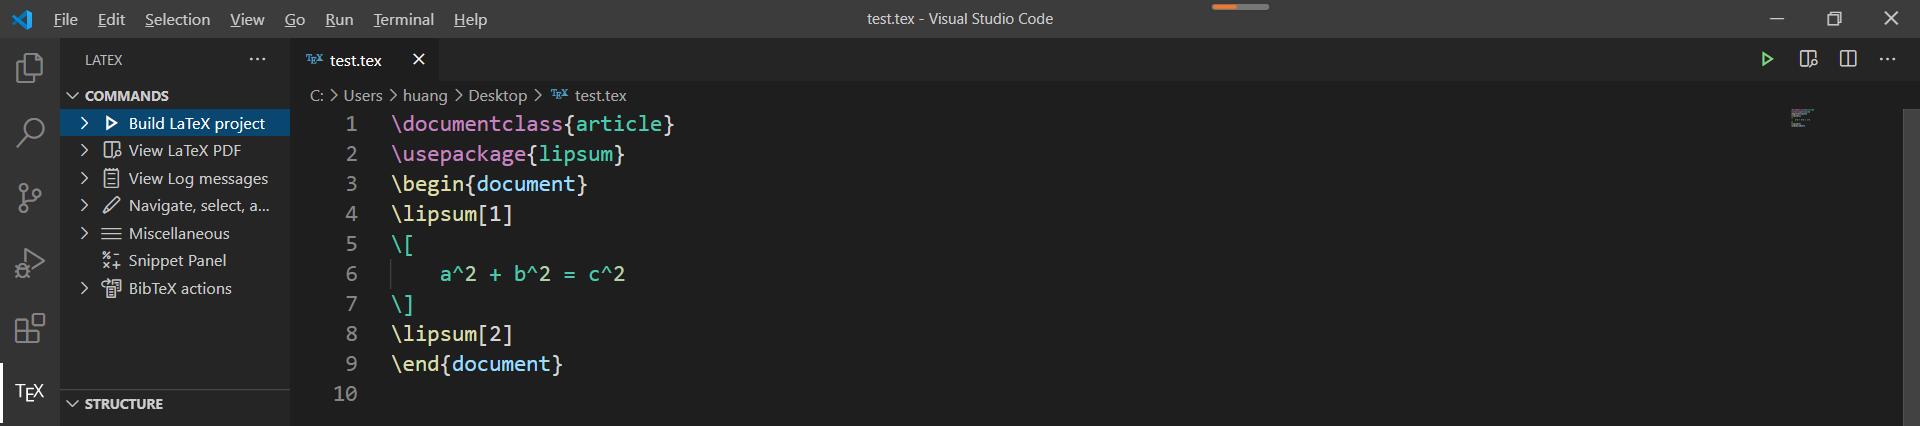 File Edit Selection View Go Run Terminal Help test.tex - Visual Studio Code
LATEX ···
COMMANDS
Build LaTeX project
View LaTeX PDF
View Log messages
Navigate, select, a...
Miscellaneous
Snippet Panel
BibTeX actions
TEX
STRUCTURE
TEX test.tex
C: > Users > huang > Desktop > TEX test.tex
1 \documentclass{article}
2 \usepackage{lipsum}
3 \begin{document}
4 \lipsum[1]
5 \[
6     a^2 + b^2 = c^2
7 \]
8 \lipsum[2]
9 \end{document}
10